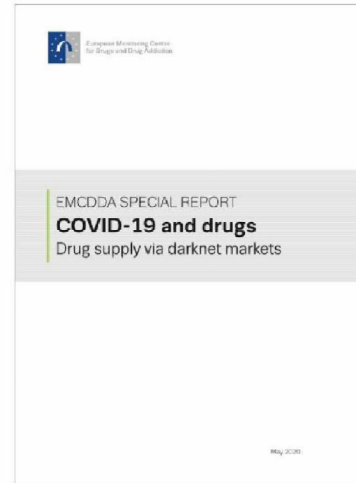 European Monitoring Centre
for Drugs and Drug Addiction
EMCDDA SPECIAL REPORT
COVID-19 and drugs
Drug supply via darknet markets
May 2020